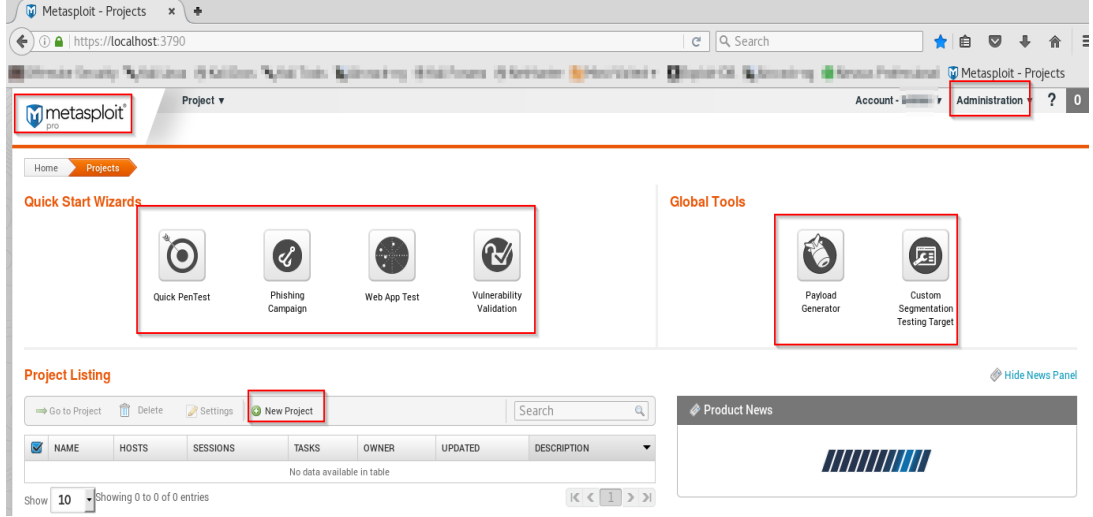 Metasploit - Projects
https://localhost:3790
Search
Metasploit - Projects
metasploit®
pro
Project
Account -
Administration
?
0
Home
Projects
Quick Start Wizards
Global Tools
Quick PenTest
Phishing
Campaign
Web App Test
Vulnerability
Validation
Payload
Generator
Custom
Segmentation
Testing Target
Project Listing
Hide News Panel
Go to Project
Delete
Settings
New Project
Search
Product News
NAME HOSTS SESSIONS TASKS OWNER UPDATED DESCRIPTION
No data available in table
Show 10 Showing 0 to 0 of 0 entries
1